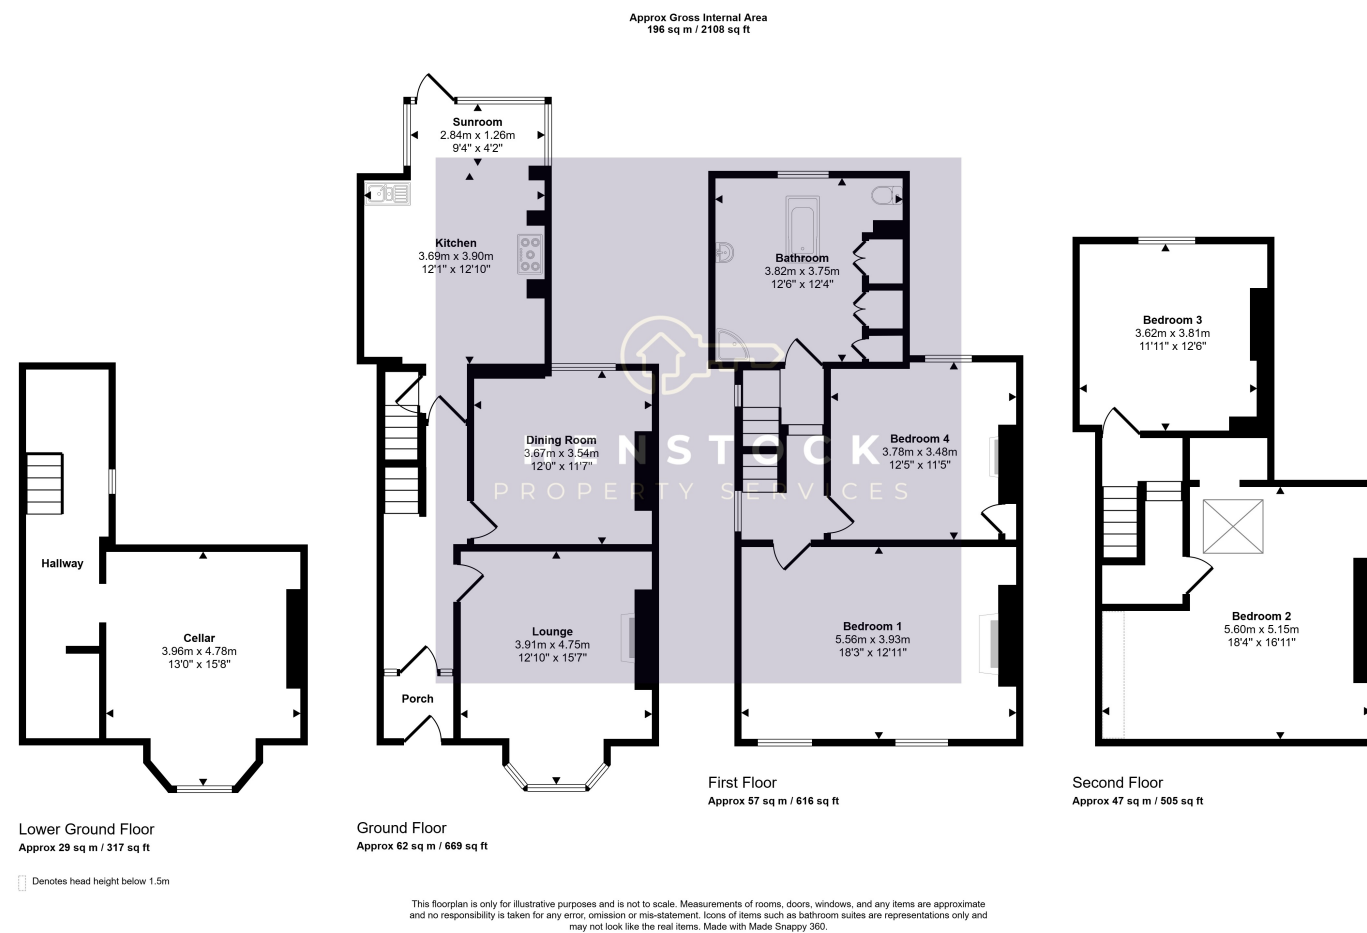 Approx Gross Internal Area
196 sq m / 2108 sq ft
Sunroom
2.84m x 1.26m
9'4" x 4'2"
Kitchen
3.69m x 3.90m
12'1" x 12'10"
Dining Room
3.67m x 3.54m
12'0" x 11'7"
Lounge
3.91m x 4.75m
12'10" x 15'7"
Porch
Hallway
Cellar
3.96m x 4.78m
13'0" x 15'8"
Bathroom
3.82m x 3.75m
12'6" x 12'4"
Bedroom 4
3.78m x 3.48m
12'5" x 11'5"
Bedroom 1
5.56m x 3.93m
18'3" x 12'11"
Bedroom 3
3.62m x 3.81m
11'11" x 12'6"
Bedroom 2
5.60m x 5.15m
18'4" x 16'11"
HENSTOCK
PROPERTY SERVICES
Lower Ground Floor
Approx 29 sq m / 317 sq ft
Ground Floor
Approx 62 sq m / 669 sq ft
First Floor
Approx 57 sq m / 616 sq ft
Second Floor
Approx 47 sq m / 505 sq ft
Denotes head height below 1.5m
This floorplan is only for illustrative purposes and is not to scale. Measurements of rooms, doors, windows, and any items are approximate
and no responsibility is taken for any error, omission or mis-statement. Icons of items such as bathroom suites are representations only and
may not look like the real items. Made with Made Snappy 360.